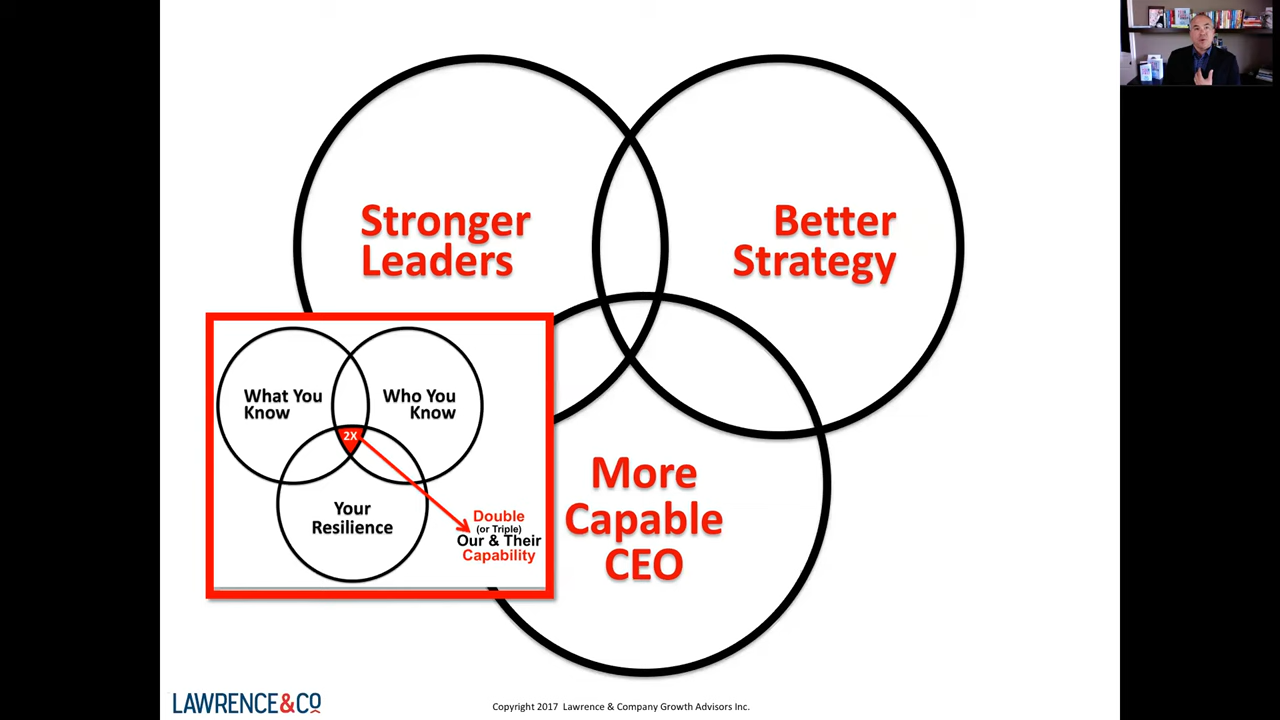 Stronger
Leaders
Better
Strategy
What You
Know
Who You
Know
2X
Your
Resilience
Double
(or Triple)
Our & Their
Capability
More
Capable
CEO
LAWRENCE&CO
Copyright 2017 Lawrence & Company Growth Advisors Inc.